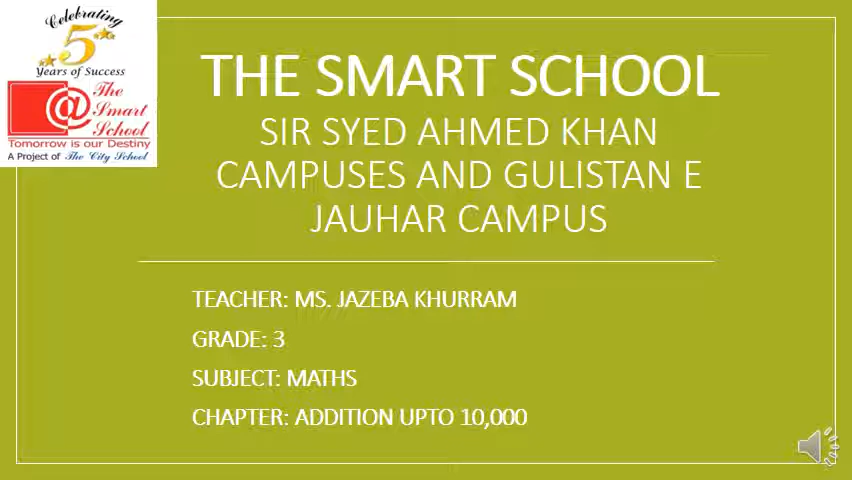 Celebrating
5
Years of Success
@ The
Smart
School
Tomorrow is our Destiny
A Project of The City School
THE SMART SCHOOL
SIR SYED AHMED KHAN
CAMPUSES AND GULISTAN E
JAUHAR CAMPUS
TEACHER: MS. JAZEBA KHURRAM
GRADE: 3
SUBJECT: MATHS
CHAPTER: ADDITION UPTO 10,000